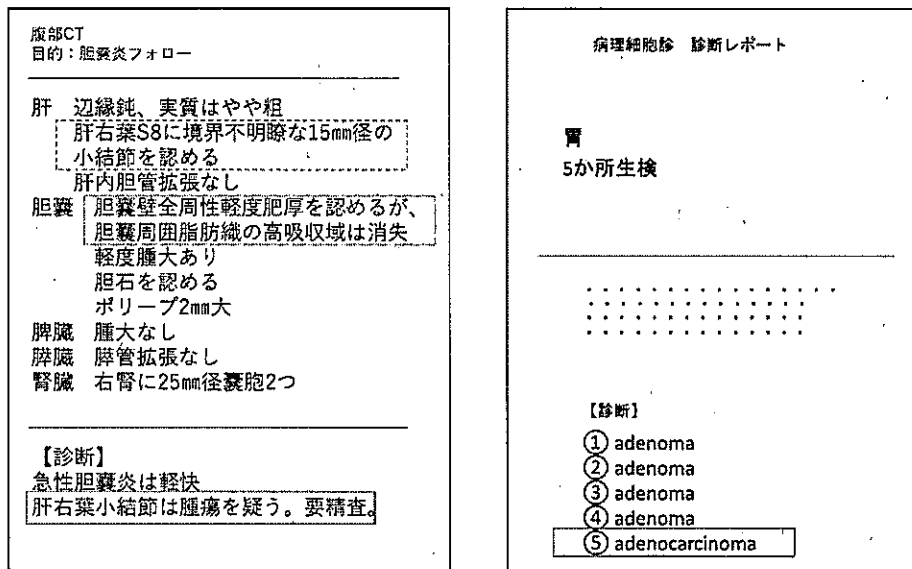 腹部CT
目的：胆嚢炎フォロー
肝 辺縁鈍、実質はやや粗
肝右葉S8に境界不明瞭な15㎜径の
小結節を認める
肝内胆管拡張なし
胆嚢 胆嚢壁全周性軽度肥厚を認めるが、
胆嚢周囲脂肪織の高吸収域は消失
軽度腫大あり
胆石を認める
ポリープ2㎜大
脾臓 腫大なし
膵臓 膵管拡張なし
腎臓 右腎に25㎜径嚢胞2つ
【診断】
急性胆嚢炎は軽快
肝右葉小結節は腫瘍を疑う。要精査。
病理細胞診 診断レポート
胃
5か所生検
【診断】
① adenoma
② adenoma
③ adenoma
④ adenoma
⑤ adenocarcinoma